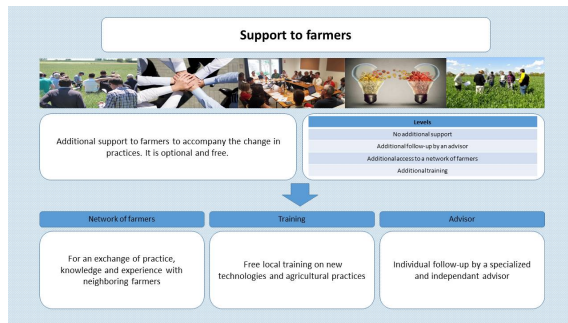 Support to farmers
Additional support to farmers to accompany the change in
practices. It is optional and free.
Levels
No additional support
Additional follow-up by an advisor
Additional access to a network of farmers
Additional training
Network of farmers
Training
Advisor
For an exchange of practice,
knowledge and experience with
neighboring farmers
Free local training on new
technologies and agricultural practices
Individual follow-up by a specialized
and independant advisor